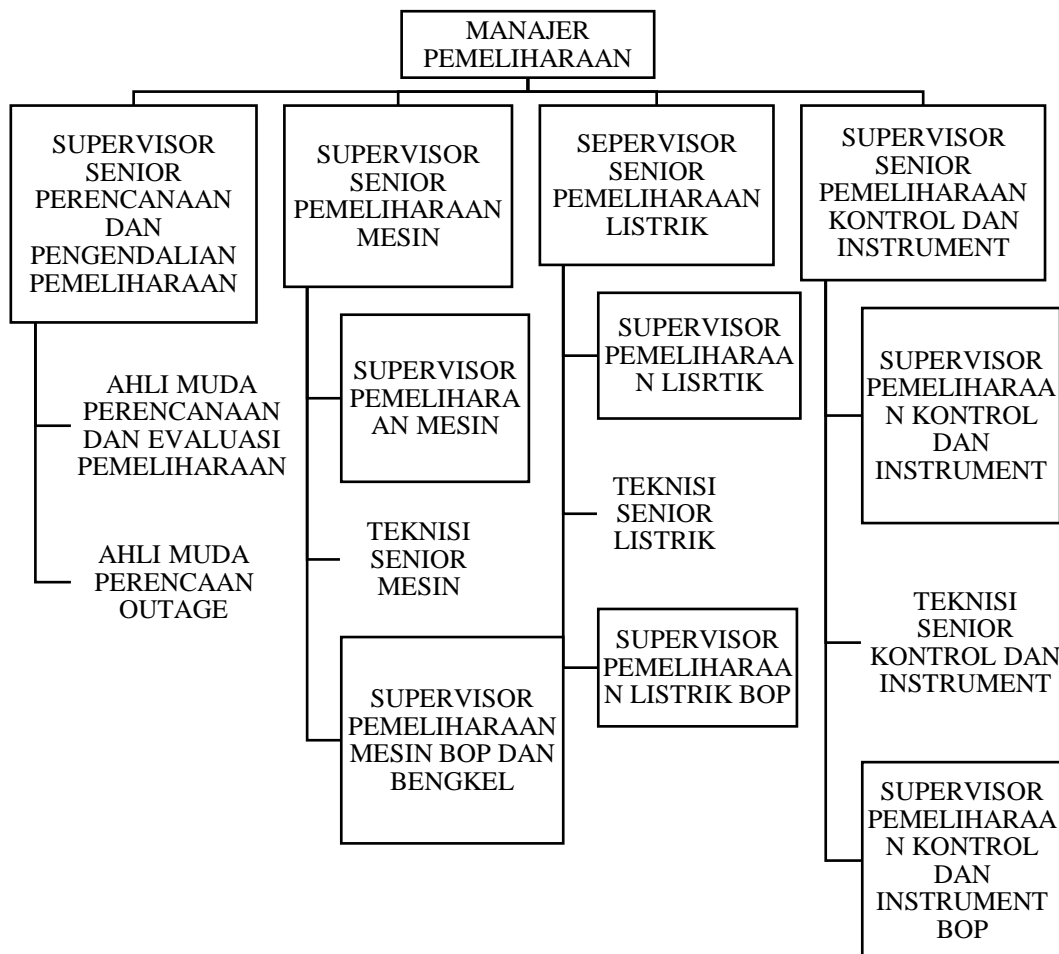 MANAJER
PEMELIHARAAN
SUPERVISOR
SENIOR
PERENCANAAN
DAN
PENGENDALIAN
PEMELIHARAAN
AHLI MUDA
PERENCANAAN
DAN EVALUASI
PEMELIHARAAN
AHLI MUDA
PERENCAAN
OUTAGE
SUPERVISOR
SENIOR
PEMELIHARAAN
MESIN
SUPERVISOR
PEMELIHARA
AN MESIN
TEKNISI
SENIOR
MESIN
SUPERVISOR
PEMELIHARAAN
MESIN BOP DAN
BENGKEL
SEPERVISOR
SENIOR
PEMELIHARAAN
LISTRIK
SUPERVISOR
PEMELIHARAA
N LISRTIK
TEKNISI
SENIOR
LISTRIK
SUPERVISOR
PEMELIHARAA
N LISTRIK BOP
SUPERVISOR
SENIOR
PEMELIHARAAN
KONTROL DAN
INSTRUMENT
SUPERVISOR
PEMELIHARAA
N KONTROL
DAN
INSTRUMENT
TEKNISI
SENIOR
KONTROL DAN
INSTRUMENT
SUPERVISOR
PEMELIHARAA
N KONTROL
DAN
INSTRUMENT
BOP